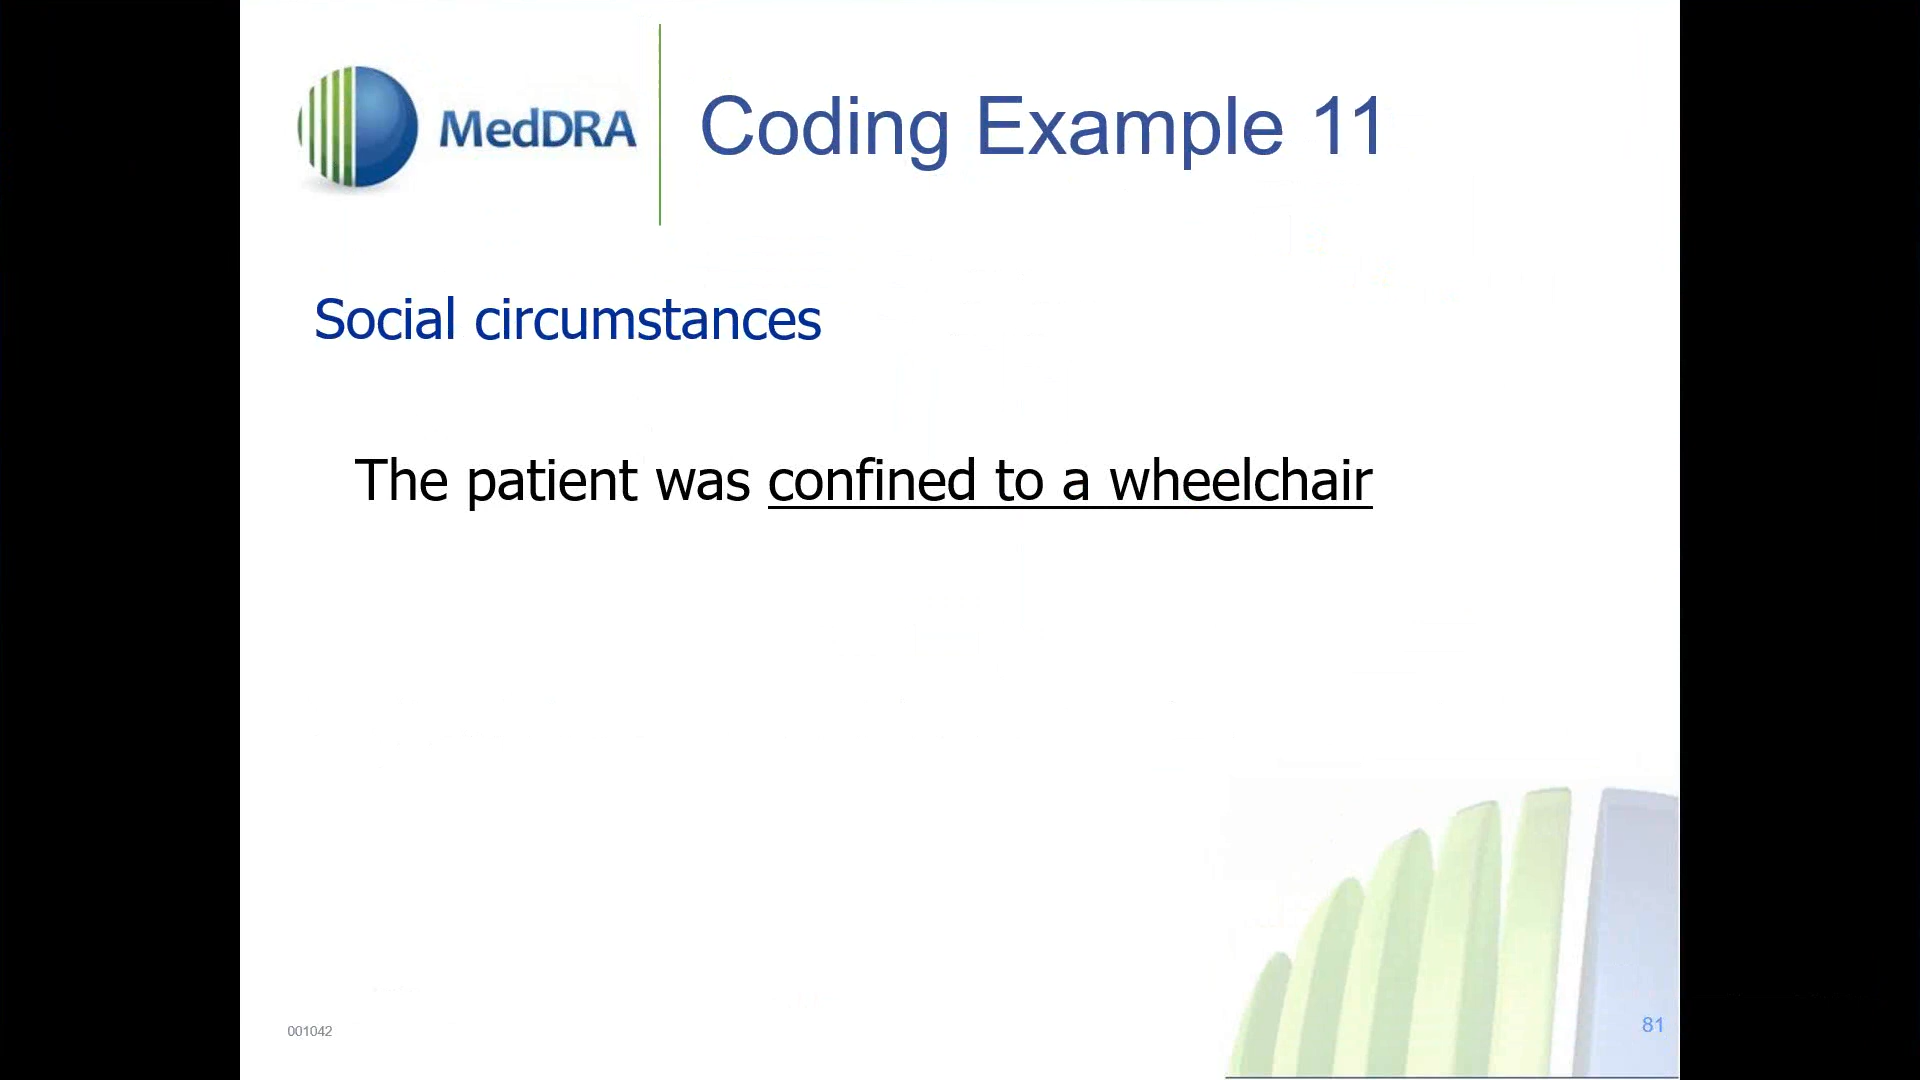 MedDRA
Coding Example 11
Social circumstances
The patient was confined to a wheelchair
001042
81